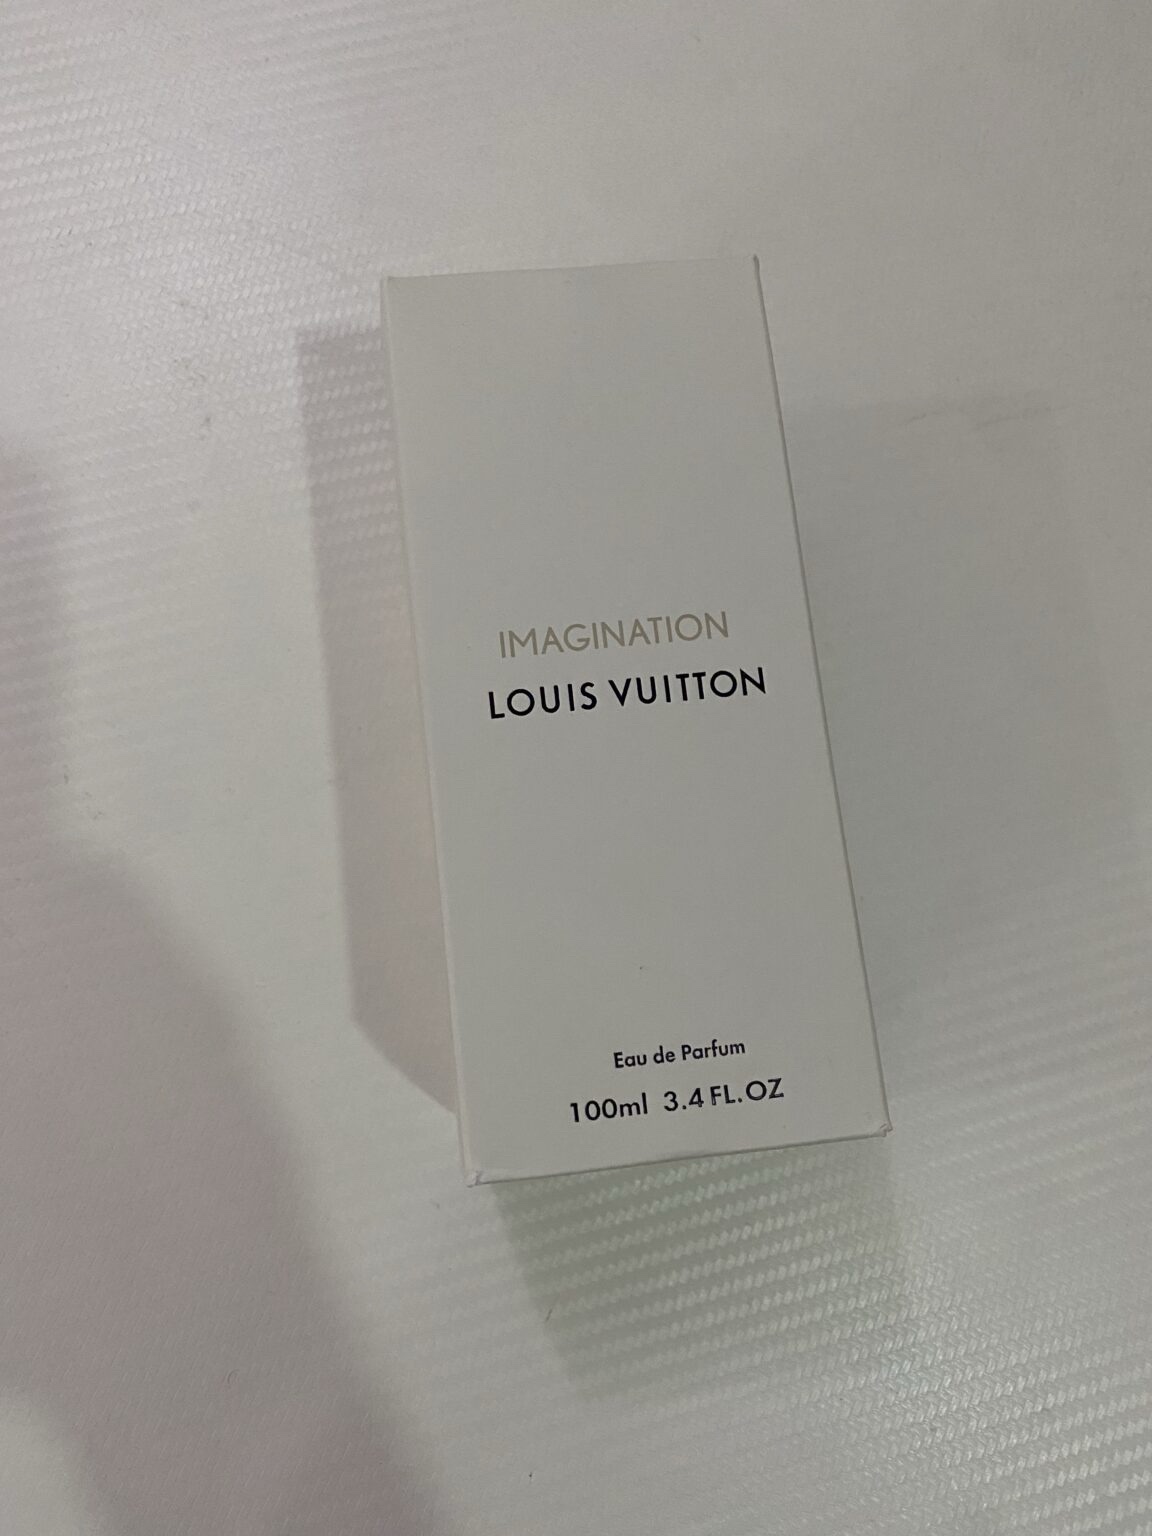 IMAGINATION
LOUIS VUITTON
Eau de Parfum
100ml 3.4 FL.OZ